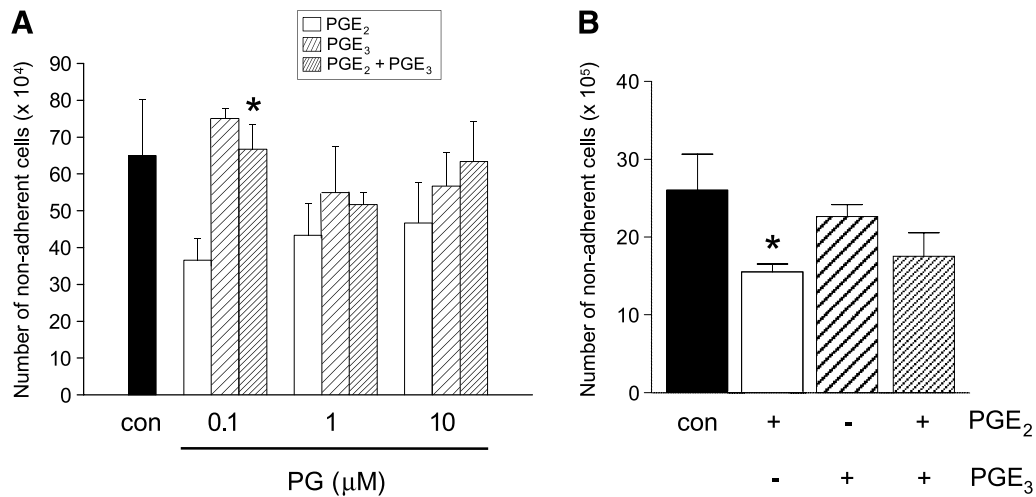 A
PGE₂
PGE₃
PGE₂ + PGE₃
Number of non-adherent cells (x 10⁴)
90
80
70
60
50
40
30
20
10
0
*
con 0.1 1 10
PG (μM)
B
Number of non-adherent cells (x 10⁵)
40
30
20
10
0
*
con + - + PGE₂
- + + PGE₃